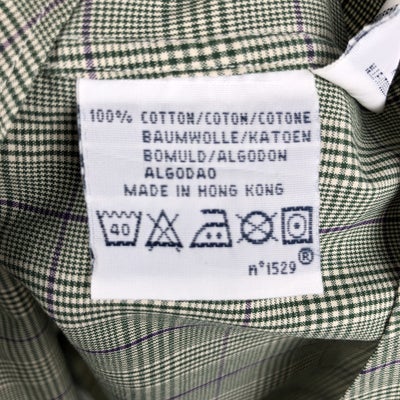 100% COTTON/COTON/COTONE
BAUMWOLLE/KATOEN
BOMULD/ALGODON
ALGODAO
MADE IN HONG KONG
40
n°1529 ®